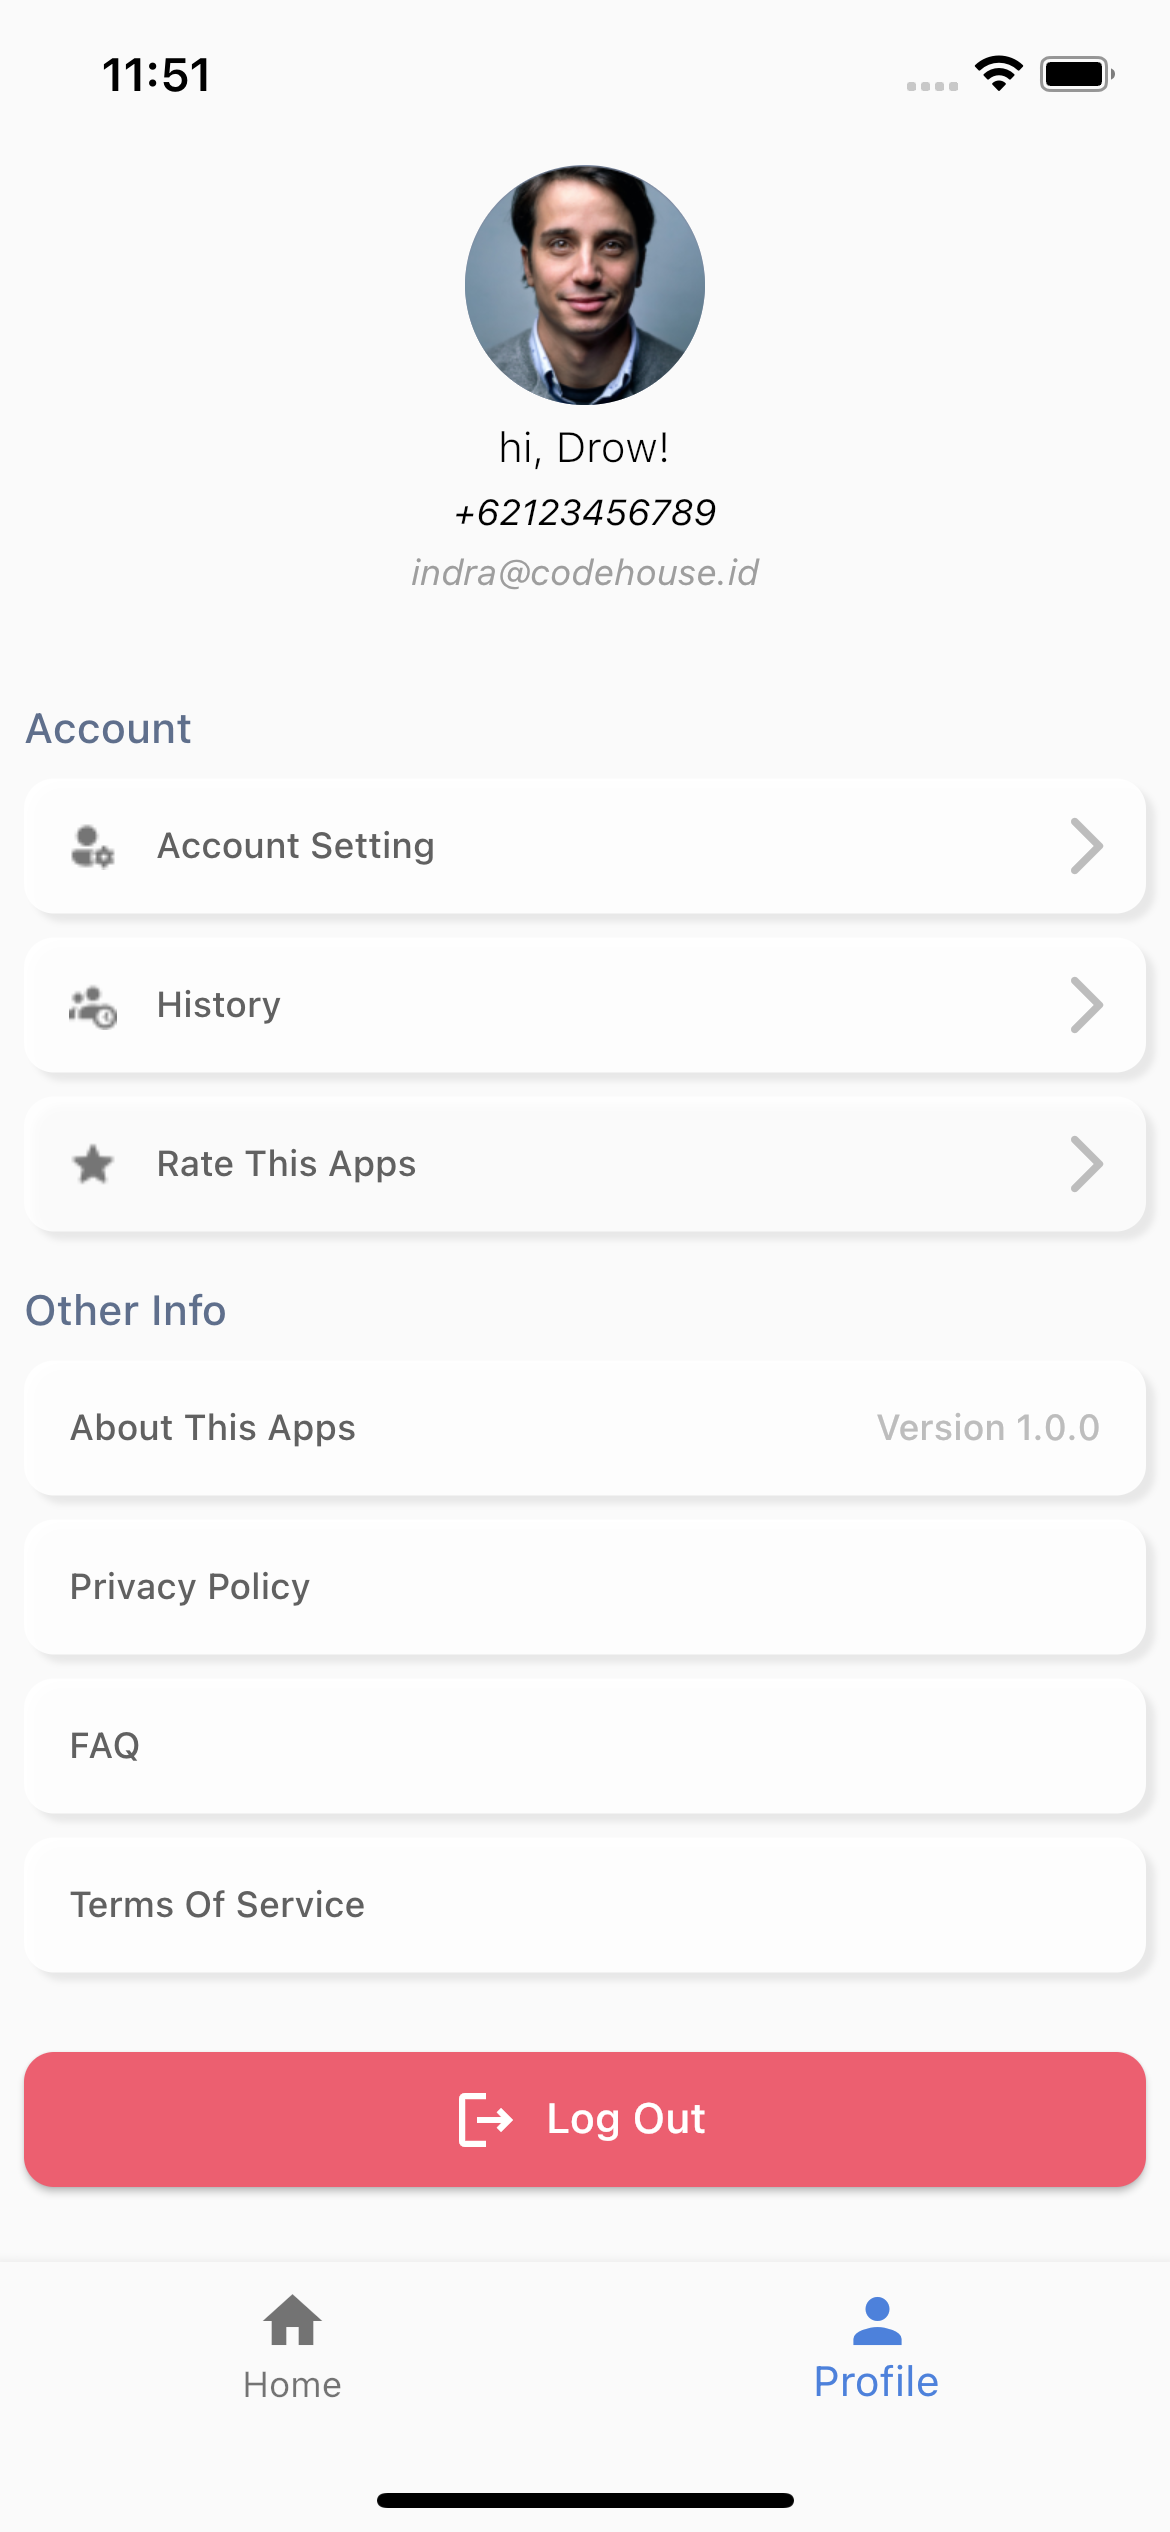 11:51
hi, Drow!
+62123456789
indra@codehouse.id
Account
Account Setting
History
Rate This Apps
Other Info
About This Apps Version 1.0.0
Privacy Policy
FAQ
Terms Of Service
Log Out
Home Profile